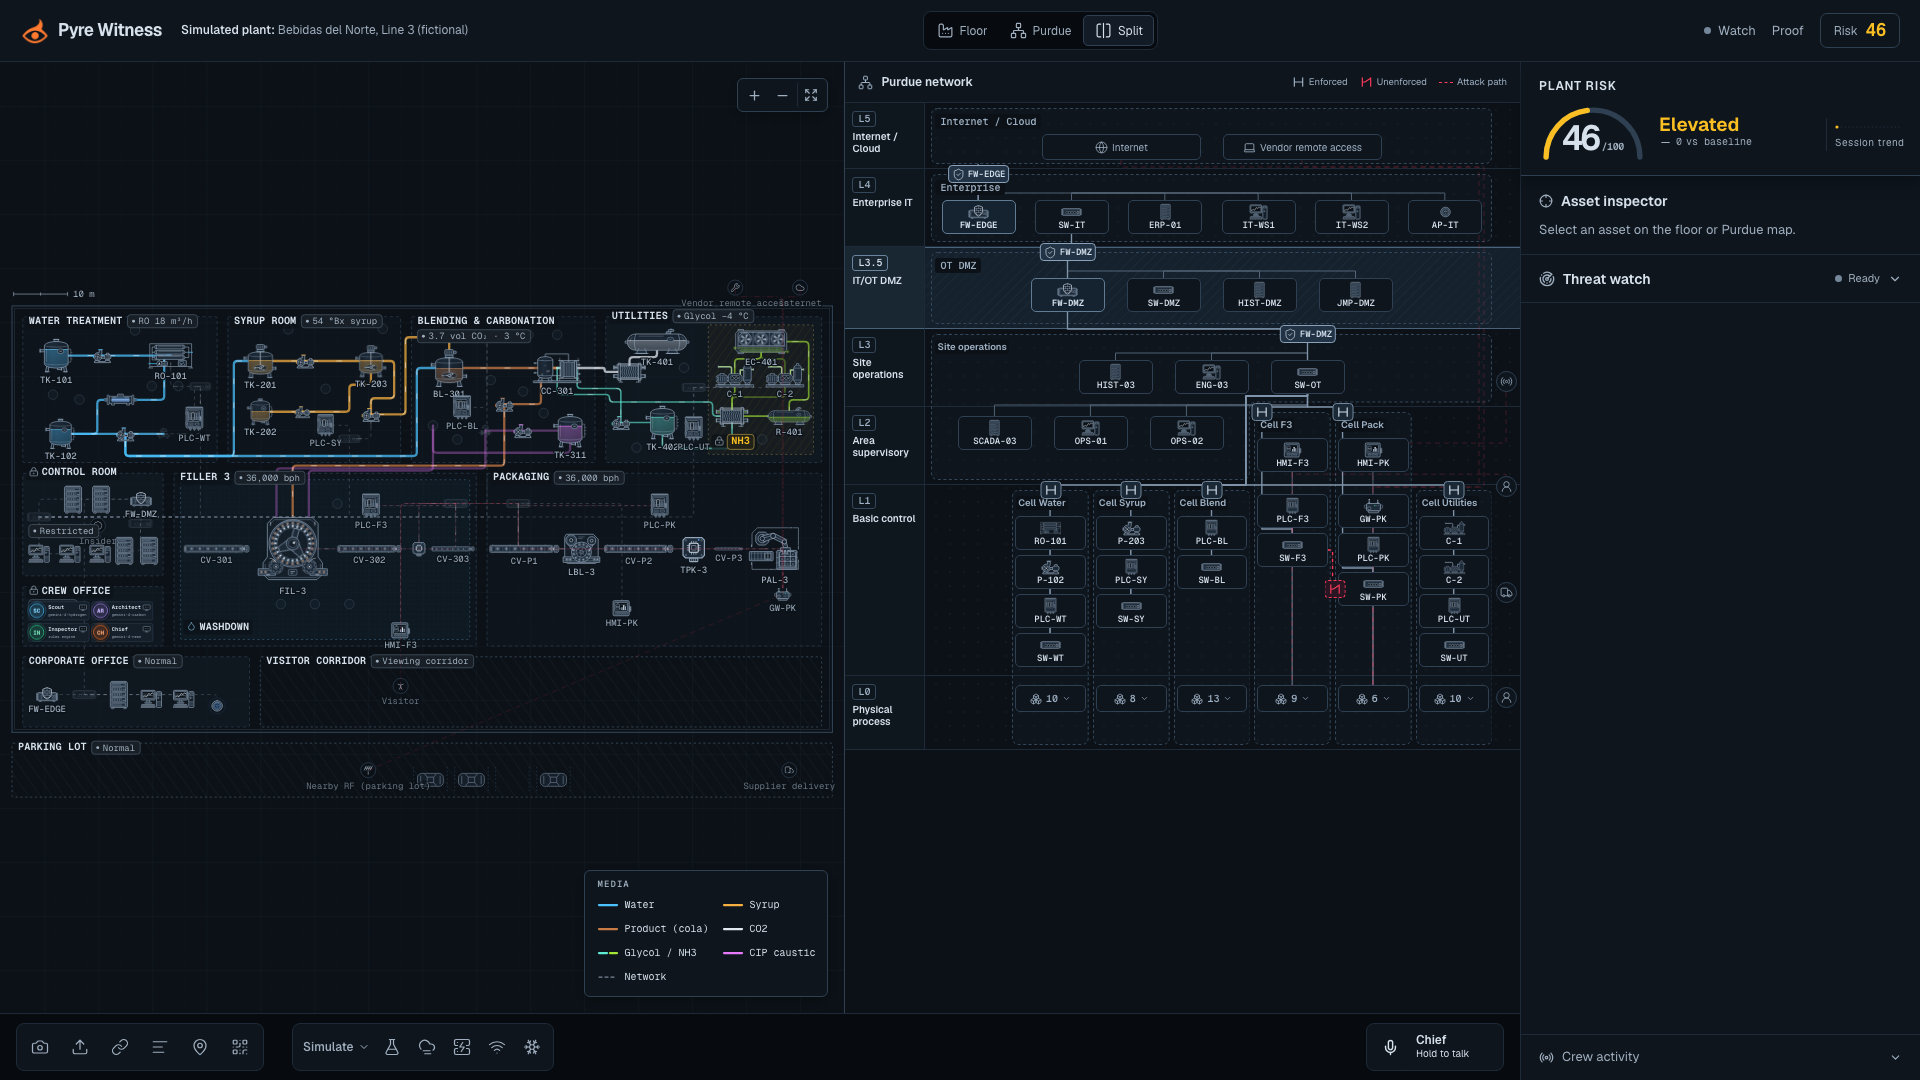 Pyre Witness
Simulated plant: Bebidas del Norte, Line 3 (fictional)
Floor
Purdue
Split
Watch
Proof
Risk 46
10 m
Vendor remote access
WATER TREATMENT
RO 18 m³/h
TK-101
RO-101
PLC-WT
TK-102
SYRUP ROOM
54 °Bx syrup
TK-201
TK-203
TK-202
PLC-SY
BLENDING & CARBONATION
3.7 vol CO₂ · 3 °C
BL-301
CC-301
PLC-BL
TK-311
UTILITIES
Glycol -4 °C
TK-401
EC-401
C-1
C-2
TK-402
PLC-UT
R-401
NH3
CONTROL ROOM
FW-DMZ
Restricted
Insider
FILLER 3
36,000 bph
PLC-F3
CV-301
CV-302
CV-303
FIL-3
WASHDOWN
HMI-F3
PACKAGING
36,000 bph
PLC-PK
CV-P1
LBL-3
CV-P2
TPK-3
CV-P3
PAL-3
GW-PK
HMI-PK
CREW OFFICE
Scout
Architect
Inspector
Chief
CORPORATE OFFICE
Normal
FW-EDGE
VISITOR CORRIDOR
Viewing corridor
Visitor
PARKING LOT
Normal
Nearby RF (parking lot)
Supplier delivery
MEDIA
Water
Syrup
Product (cola)
CO2
Glycol / NH3
CIP caustic
Network
Purdue network
Enforced
Unenforced
Attack path
L5
Internet / Cloud
Internet / Cloud
Internet
Vendor remote access
FW-EDGE
L4
Enterprise IT
Enterprise
FW-EDGE
SW-IT
ERP-01
IT-WS1
IT-WS2
AP-IT
FW-DMZ
L3.5
IT/OT DMZ
OT DMZ
FW-DMZ
SW-DMZ
HIST-DMZ
JMP-DMZ
FW-DMZ
L3
Site operations
Site operations
HIST-03
ENG-03
SW-OT
L2
Area supervisory
SCADA-03
OPS-01
OPS-02
Cell F3
HMI-F3
Cell Pack
HMI-PK
L1
Basic control
Cell Water
RO-101
P-102
PLC-WT
SW-WT
Cell Syrup
P-203
PLC-SY
SW-SY
Cell Blend
PLC-BL
SW-BL
PLC-F3
SW-F3
GW-PK
PLC-PK
SW-PK
Cell Utilities
C-1
C-2
PLC-UT
SW-UT
L0
Physical process
10
8
13
9
6
10
PLANT RISK
46 /100
Elevated
— 0 vs baseline
Session trend
Asset inspector
Select an asset on the floor or Purdue map.
Threat watch
Ready
Simulate
Chief
Hold to talk
Crew activity